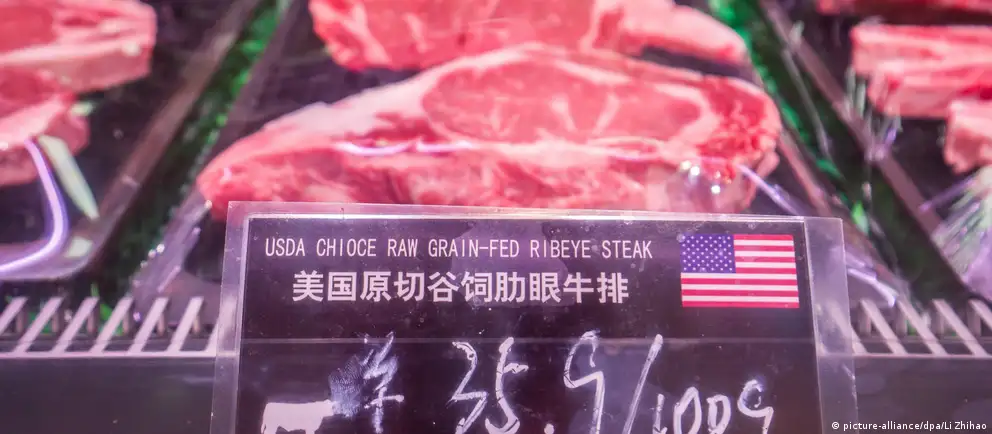 USDA CHIOCE RAW GRAIN-FED RIBEYE STEAK
美国原切谷饲肋眼牛排
35.9/100g
© picture-alliance/dpa/Li Zhihao